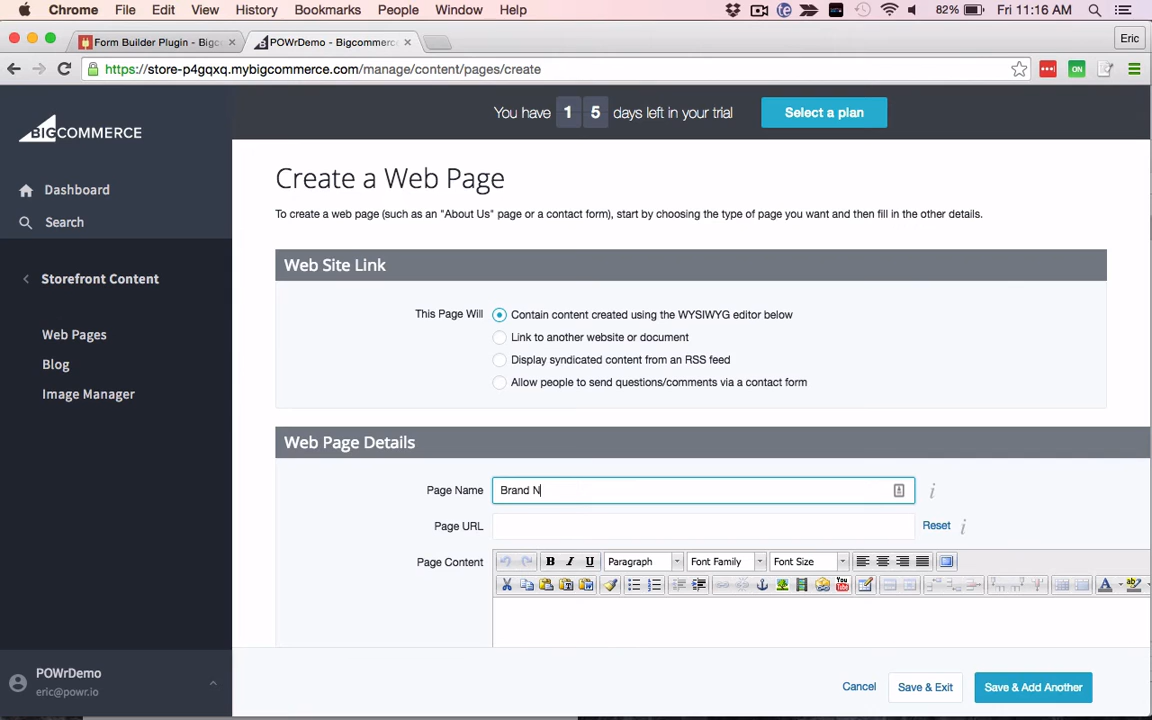 Chrome File Edit View History Bookmarks People Window Help 82% Fri 11:16 AM
Form Builder Plugin - Bigc × POWrDemo - Bigcommerc × Eric
https://store-p4gqxq.mybigcommerce.com/manage/content/pages/create ON
BIGCOMMERCE
You have 1 5 days left in your trial Select a plan
Dashboard
Search
Storefront Content
Web Pages
Blog
Image Manager
POWrDemo
eric@powr.io
Create a Web Page
To create a web page (such as an "About Us" page or a contact form), start by choosing the type of page you want and then fill in the other details.
Web Site Link
This Page Will Contain content created using the WYSIWYG editor below
Link to another website or document
Display syndicated content from an RSS feed
Allow people to send questions/comments via a contact form
Web Page Details
Page Name Brand N i
Page URL Reset i
Page Content B I U Paragraph Font Family Font Size
You Tube A ab
Cancel Save & Exit Save & Add Another